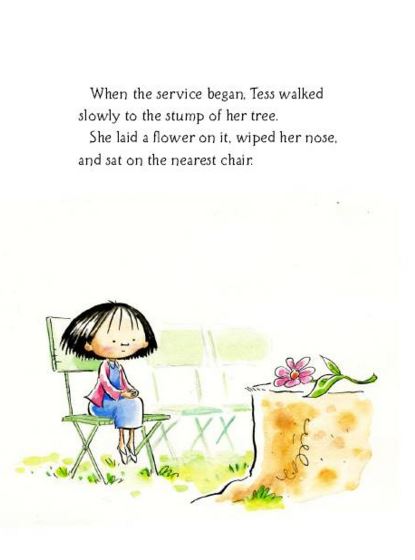 When the service began, Tess walked
slowly to the stump of her tree.
She laid a flower on it, wiped her nose,
and sat on the nearest chair.